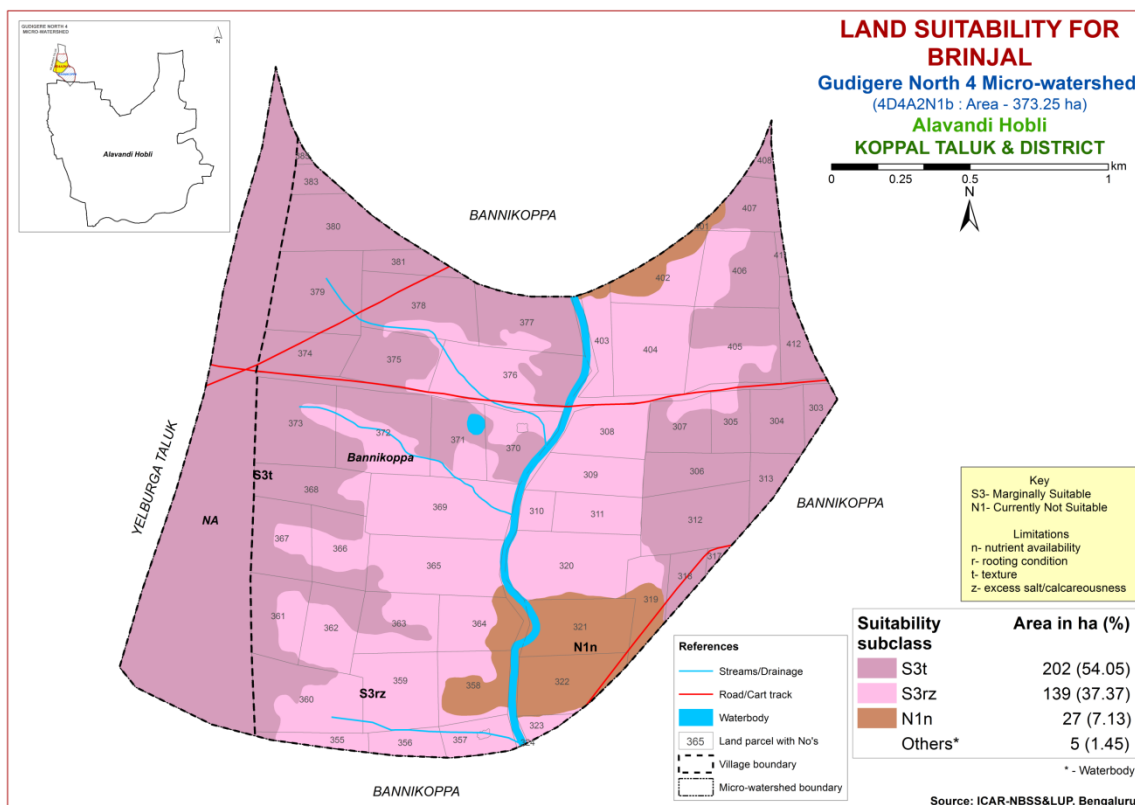 GUDIGERE NORTH 4
MICRO-WATERSHED
N
Alavandi Hobli
LAND SUITABILITY FOR
BRINJAL
Gudigere North 4 Micro-watershed
(4D4A2N1b : Area - 373.25 ha)
Alavandi Hobli
KOPPAL TALUK & DISTRICT
km
0 0.25 0.5 1
N
BANNIKOPPA
383
380
381
379
378
377
374
375
376
408
407
402
406
403
404
405
412
373
372
371
370
Bannikoppa
308
307
305
304
303
S3t
368
369
309
306
313
310
311
312
NA
YELBURGA TALUK
BANNIKOPPA
367
366
365
320
317
318
319
361
362
363
364
321
N1n
322
360
359
358
S3rz
323
355
356
357
BANNIKOPPA
Key
S3- Marginally Suitable
N1- Currently Not Suitable
Limitations
n- nutrient availability
r- rooting condition
t- texture
z- excess salt/calcareousness
References
Streams/Drainage
Road/Cart track
Waterbody
365 Land parcel with No's
Village boundary
Micro-watershed boundary
Suitability subclass Area in ha (%)
S3t 202 (54.05)
S3rz 139 (37.37)
N1n 27 (7.13)
Others* 5 (1.45)
* - Waterbody
Source: ICAR-NBSS&LUP, Bengaluru